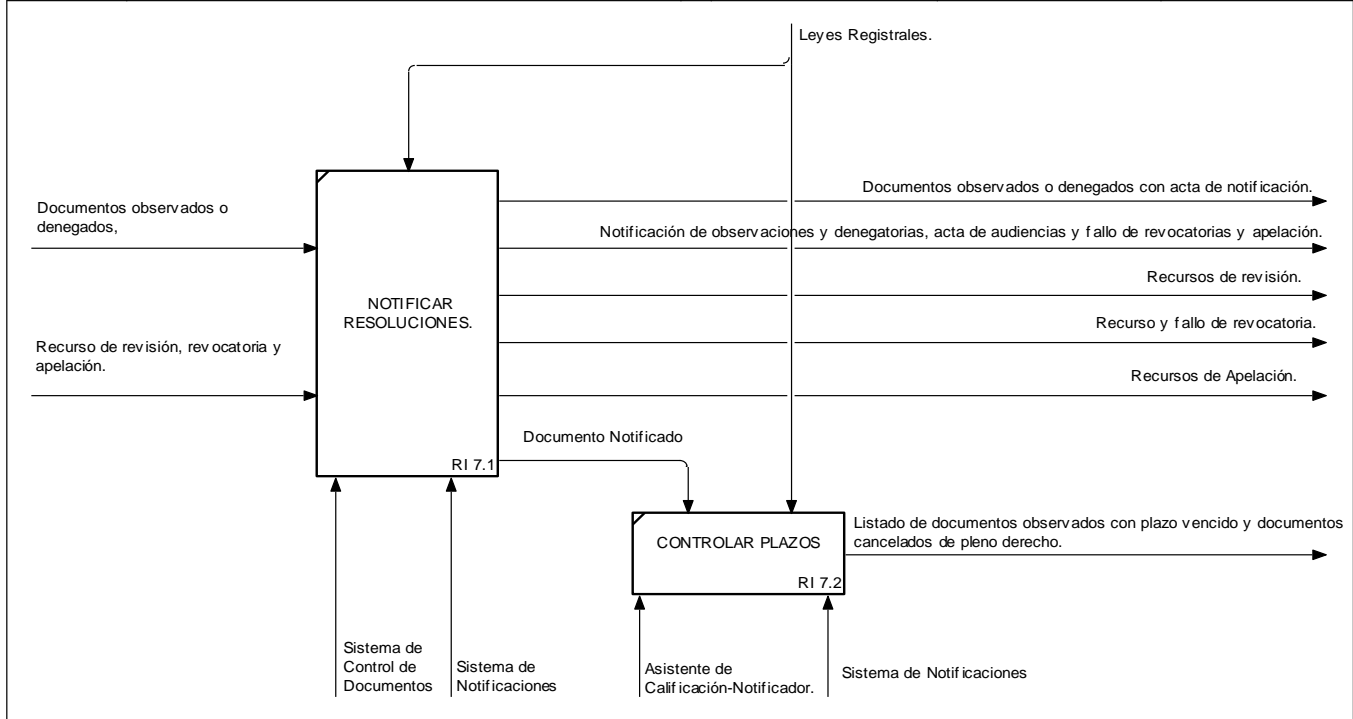 Leyes Registrales.
Documentos observados o
denegados,
Documentos observados o denegados con acta de notificación.
Notificación de observaciones y denegatorias, acta de audiencias y fallo de revocatorias y apelación.
Recursos de revisión.
NOTIFICAR
RESOLUCIONES.
Recurso y fallo de revocatoria.
Recurso de revisión, revocatoria y
apelación.
Recursos de Apelación.
Documento Notificado
RI 7.1
CONTROLAR PLAZOS
RI 7.2
Listado de documentos observados con plazo vencido y documentos
cancelados de pleno derecho.
Sistema de
Control de
Documentos
Sistema de
Notificaciones
Asistente de
Calificación-Notificador.
Sistema de Notificaciones